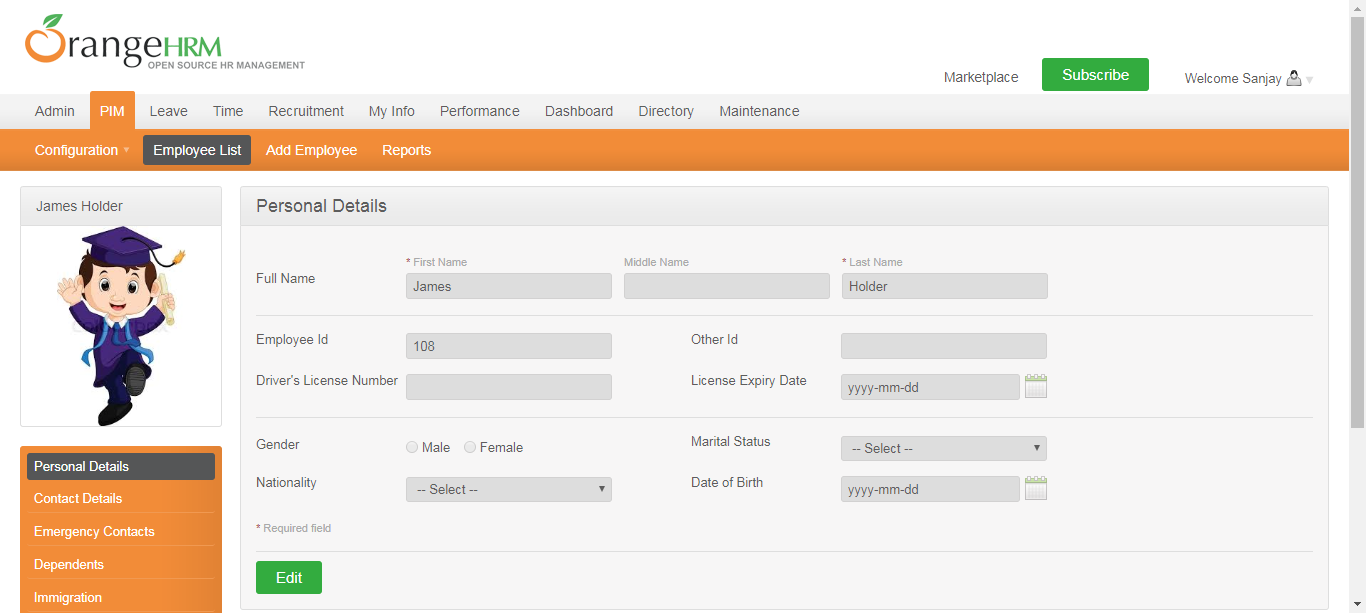 OrangeHRM
OPEN SOURCE HR MANAGEMENT
Marketplace Subscribe Welcome Sanjay
Admin PIM Leave Time Recruitment My Info Performance Dashboard Directory Maintenance
Configuration Employee List Add Employee Reports
James Holder
Personal Details
Full Name
* First Name Middle Name * Last Name
James Holder
Employee Id 108 Other Id
Driver's License Number License Expiry Date yyyy-mm-dd
Gender Male Female Marital Status -- Select --
Nationality -- Select -- Date of Birth yyyy-mm-dd
* Required field
Edit
Personal Details
Contact Details
Emergency Contacts
Dependents
Immigration